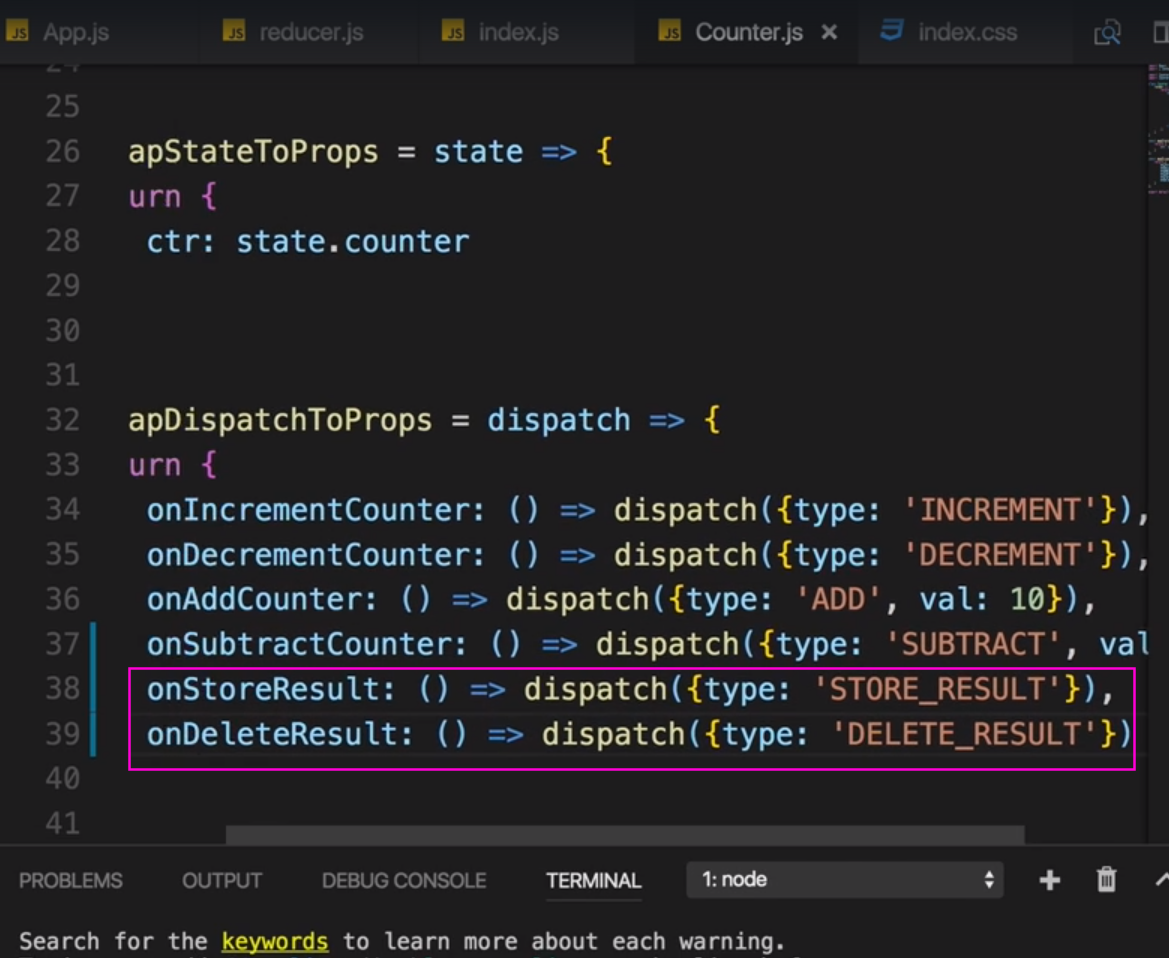 JS App.js JS reducer.js JS index.js JS Counter.js × index.css
24
25
26 apStateToProps = state => {
27 urn {
28 ctr: state.counter
29
30
31
32 apDispatchToProps = dispatch => {
33 urn {
34 onIncrementCounter: () => dispatch({type: 'INCREMENT'}),
35 onDecrementCounter: () => dispatch({type: 'DECREMENT'}),
36 onAddCounter: () => dispatch({type: 'ADD', val: 10}),
37 onSubtractCounter: () => dispatch({type: 'SUBTRACT', val
38 onStoreResult: () => dispatch({type: 'STORE_RESULT'}),
39 onDeleteResult: () => dispatch({type: 'DELETE_RESULT'})
40
41
PROBLEMS OUTPUT DEBUG CONSOLE TERMINAL 1: node
Search for the keywords to learn more about each warning.